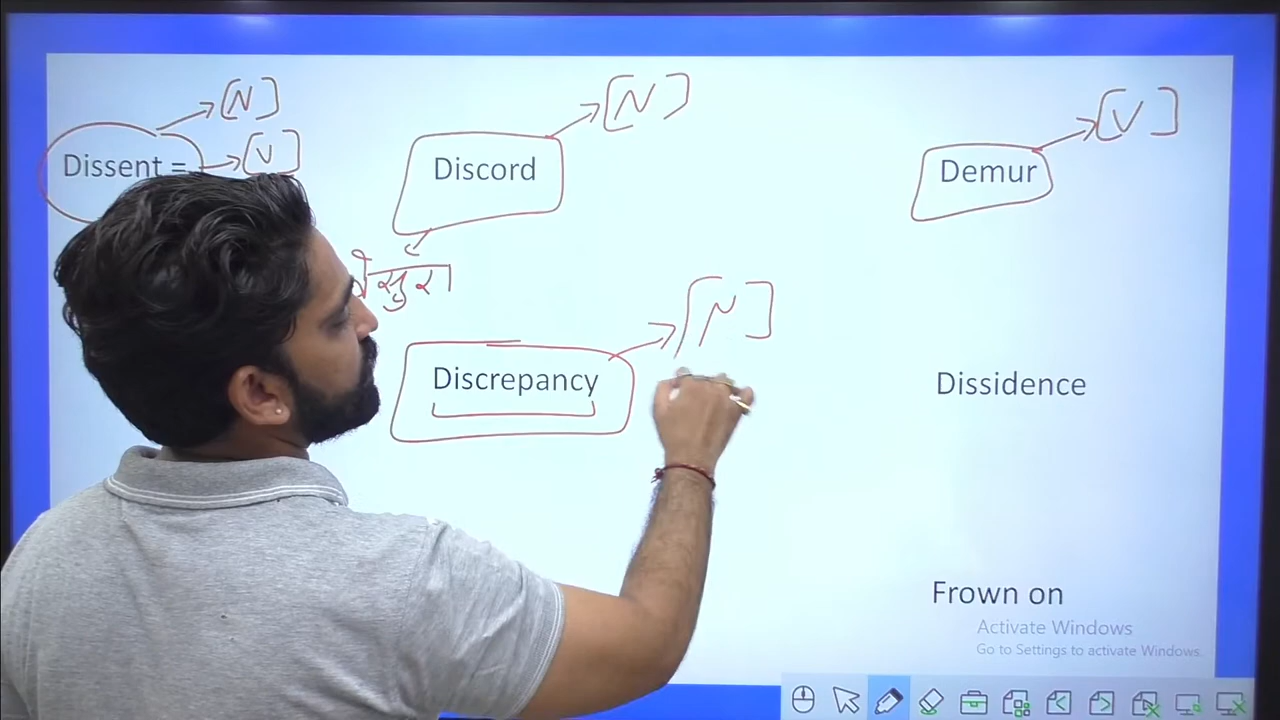 [N]
Dissent =
[V]
Discord
[N]
Demur
[V]
सुरा
Discrepancy
[N]
Dissidence
Frown on
Activate Windows
Go to Settings to activate Windows.